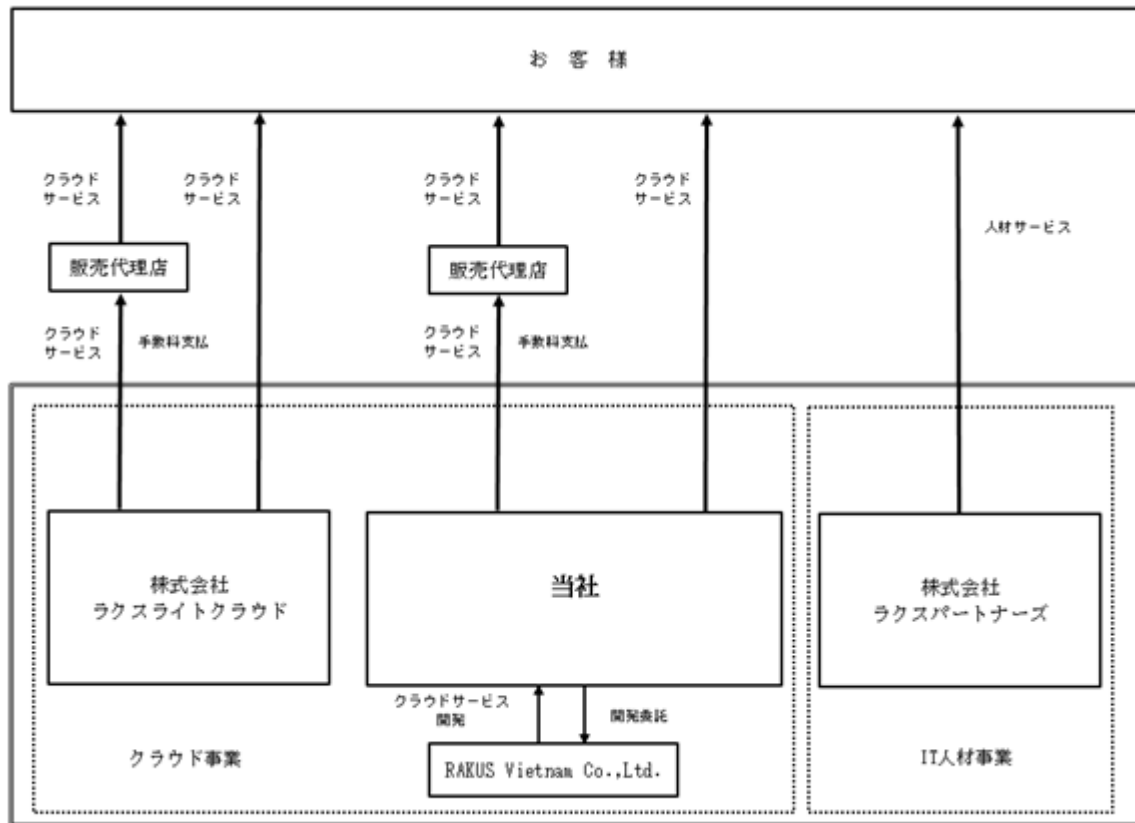 お 客 様
クラウド
サービス
クラウド
サービス
クラウド
サービス
クラウド
サービス
人材サービス
販売代理店
販売代理店
クラウド
サービス
手数料支払
クラウド
サービス
手数料支払
株式会社
ラクスライトクラウド
当社
株式会社
ラクスパートナーズ
クラウドサービス
開発
開発委託
クラウド事業
RAKUS Vietnam Co.,Ltd.
IT人材事業